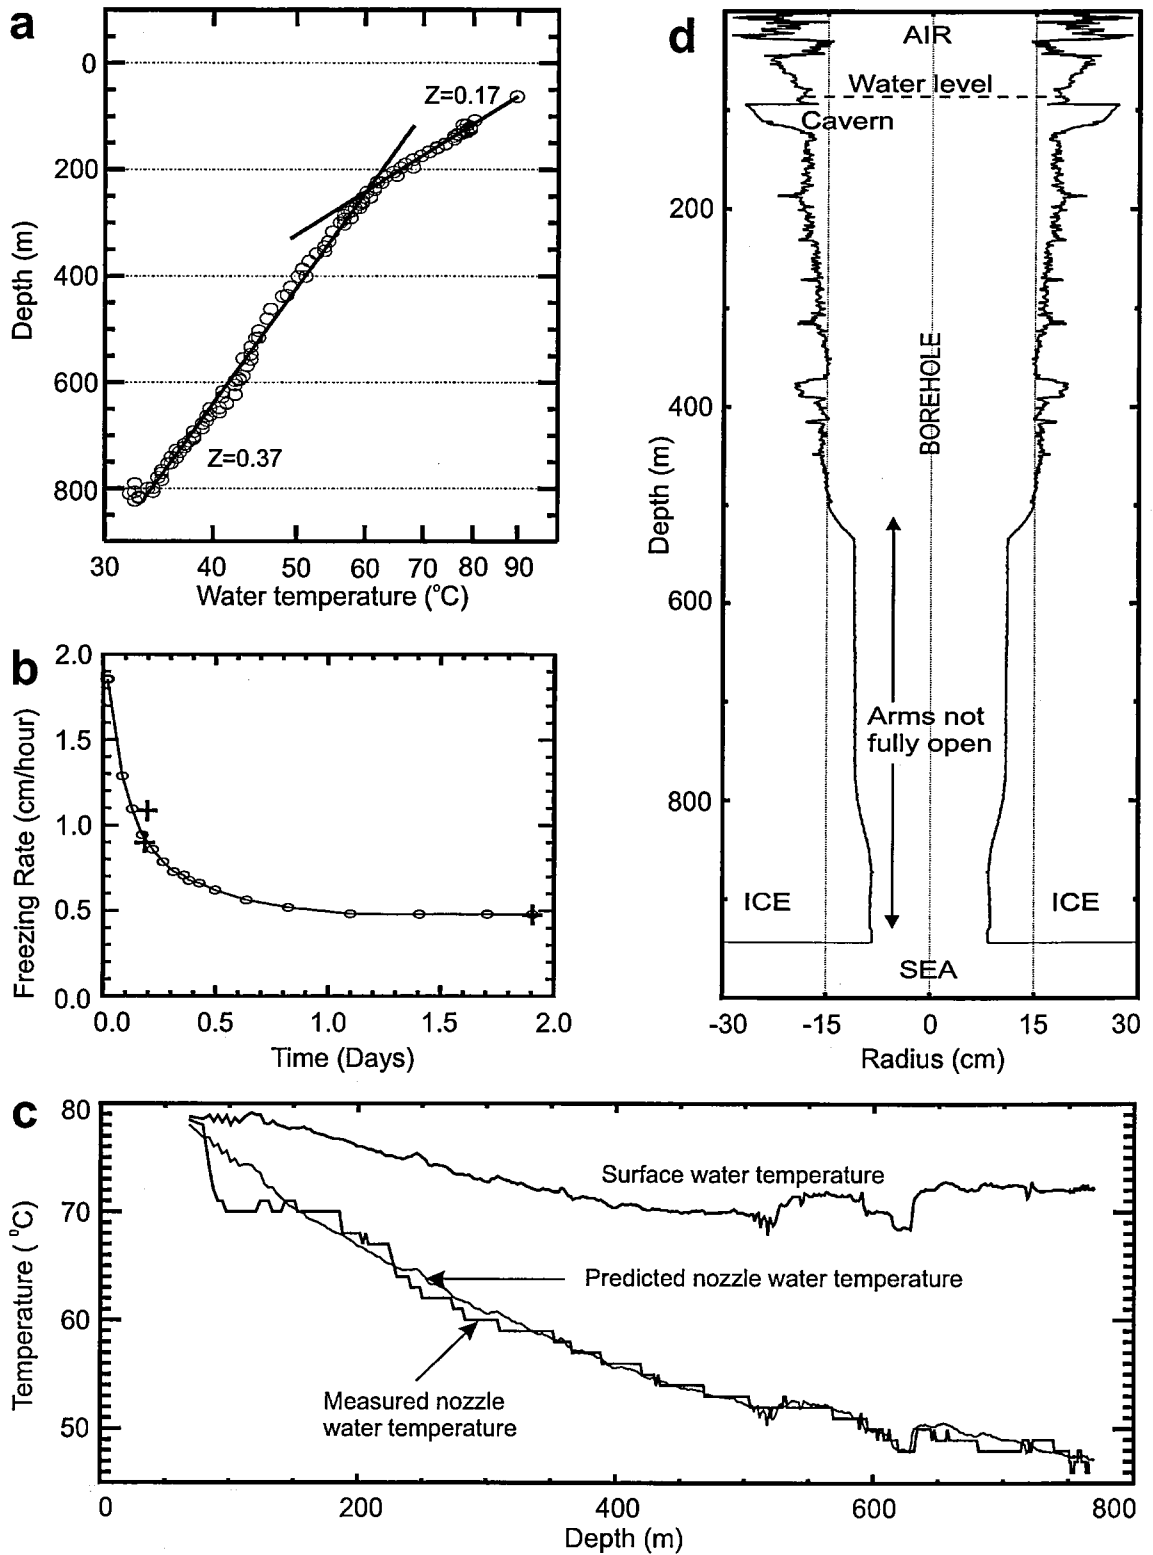 a
0
200
400
600
800
Depth (m)
Z=0.17
Z=0.37
30 40 50 60 70 80 90
Water temperature (°C)
b
2.0
1.5
1.0
0.5
0.0
Freezing Rate (cm/hour)
0.0 0.5 1.0 1.5 2.0
Time (Days)
d
AIR
Water level
Cavern
200
400
600
800
Depth (m)
BOREHOLE
Arms not
fully open
ICE ICE
SEA
-30 -15 0 15 30
Radius (cm)
c
80
70
60
50
Temperature ( °C)
Surface water temperature
Predicted nozzle water temperature
Measured nozzle
water temperature
0 200 400 600 800
Depth (m)